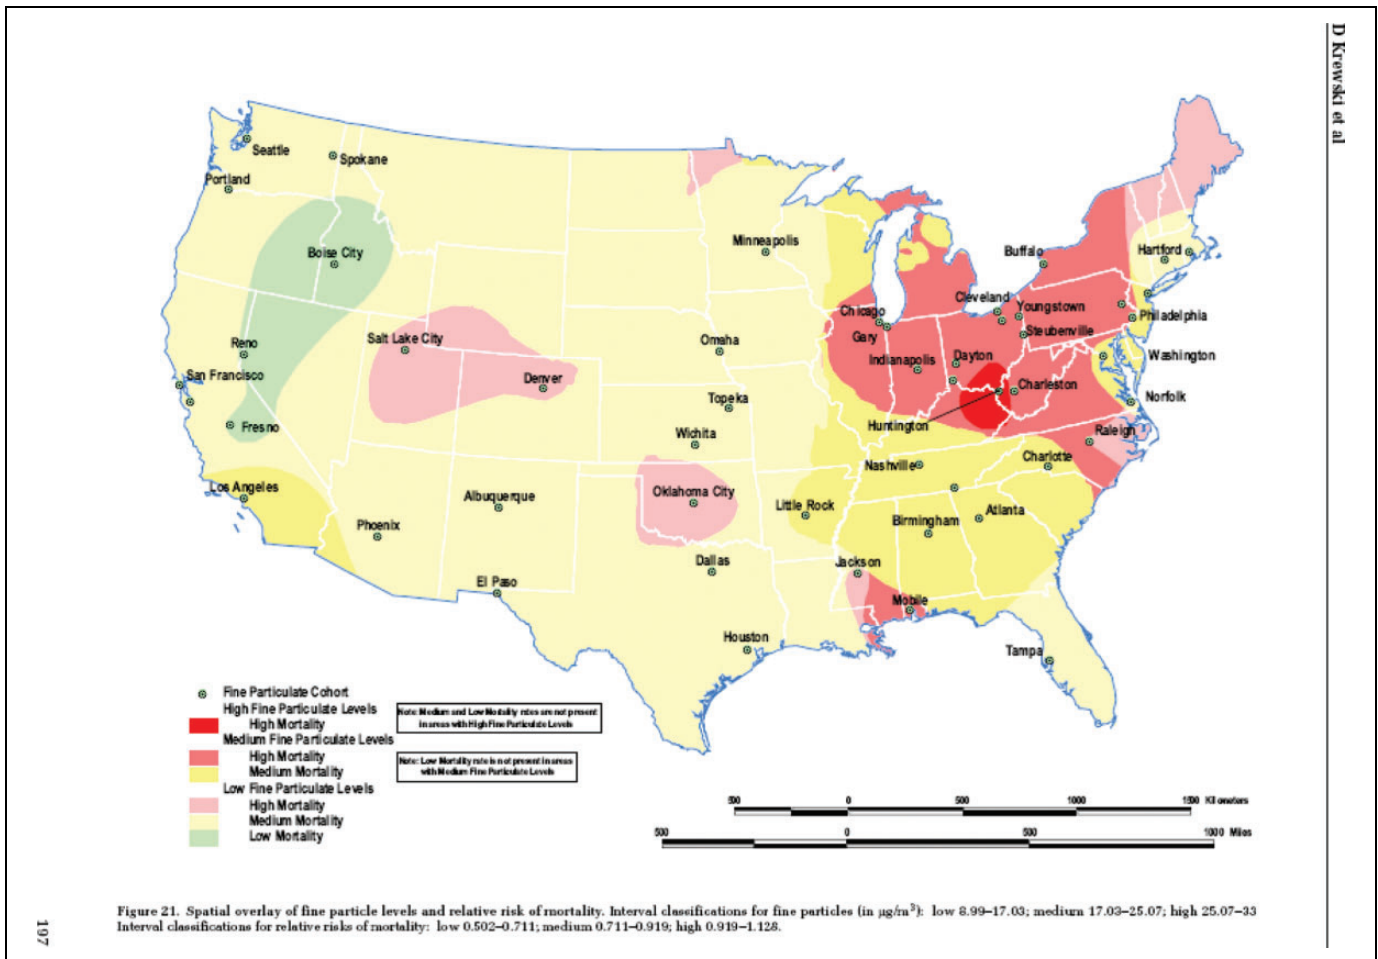 D Krewski et al
Seattle
Spokane
Portland
Boise City
Minneapolis
Buffalo
Hartford
Cleveland
Youngstown
Chicago
Philadelphia
Steubenville
Gary
Reno
Salt Lake City
Omaha
Indianapolis
Dayton
Washington
San Francisco
Denver
Charleston
Topeka
Norfolk
Fresno
Huntington
Wichita
Raleigh
Nashville
Charlotte
Los Angeles
Albuquerque
Oklahoma City
Little Rock
Atlanta
Birmingham
Phoenix
Dallas
Jackson
El Paso
Mobile
Houston
Tampa
Fine Particulate Cohort
High Fine Particulate Levels
High Mortality
Note: Medium and Low Mortality rates are not present
in areas with High Fine Particulate Levels
Medium Fine Particulate Levels
High Mortality
Medium Mortality
Note: Low Mortality rate is not present in areas
with Medium Fine Particulate Levels
Low Fine Particulate Levels
High Mortality
Medium Mortality
Low Mortality
500 0 500 1000 1500 Kilometers
500 0 500 1000 Miles
Figure 21. Spatial overlay of fine particle levels and relative risk of mortality. Interval classifications for fine particles (in μg/m³): low 8.99–17.03; medium 17.03–25.07; high 25.07–33
Interval classifications for relative risks of mortality: low 0.502–0.711; medium 0.711–0.919; high 0.919–1.128.
197